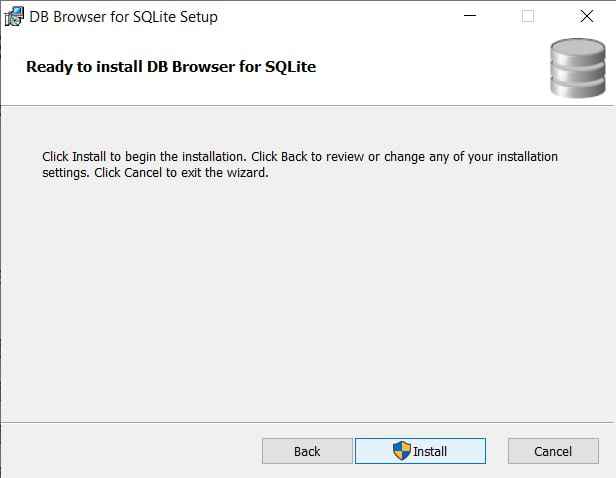 DB Browser for SQLite Setup
Ready to install DB Browser for SQLite
Click Install to begin the installation. Click Back to review or change any of your installation
settings. Click Cancel to exit the wizard.
Back
Install
Cancel